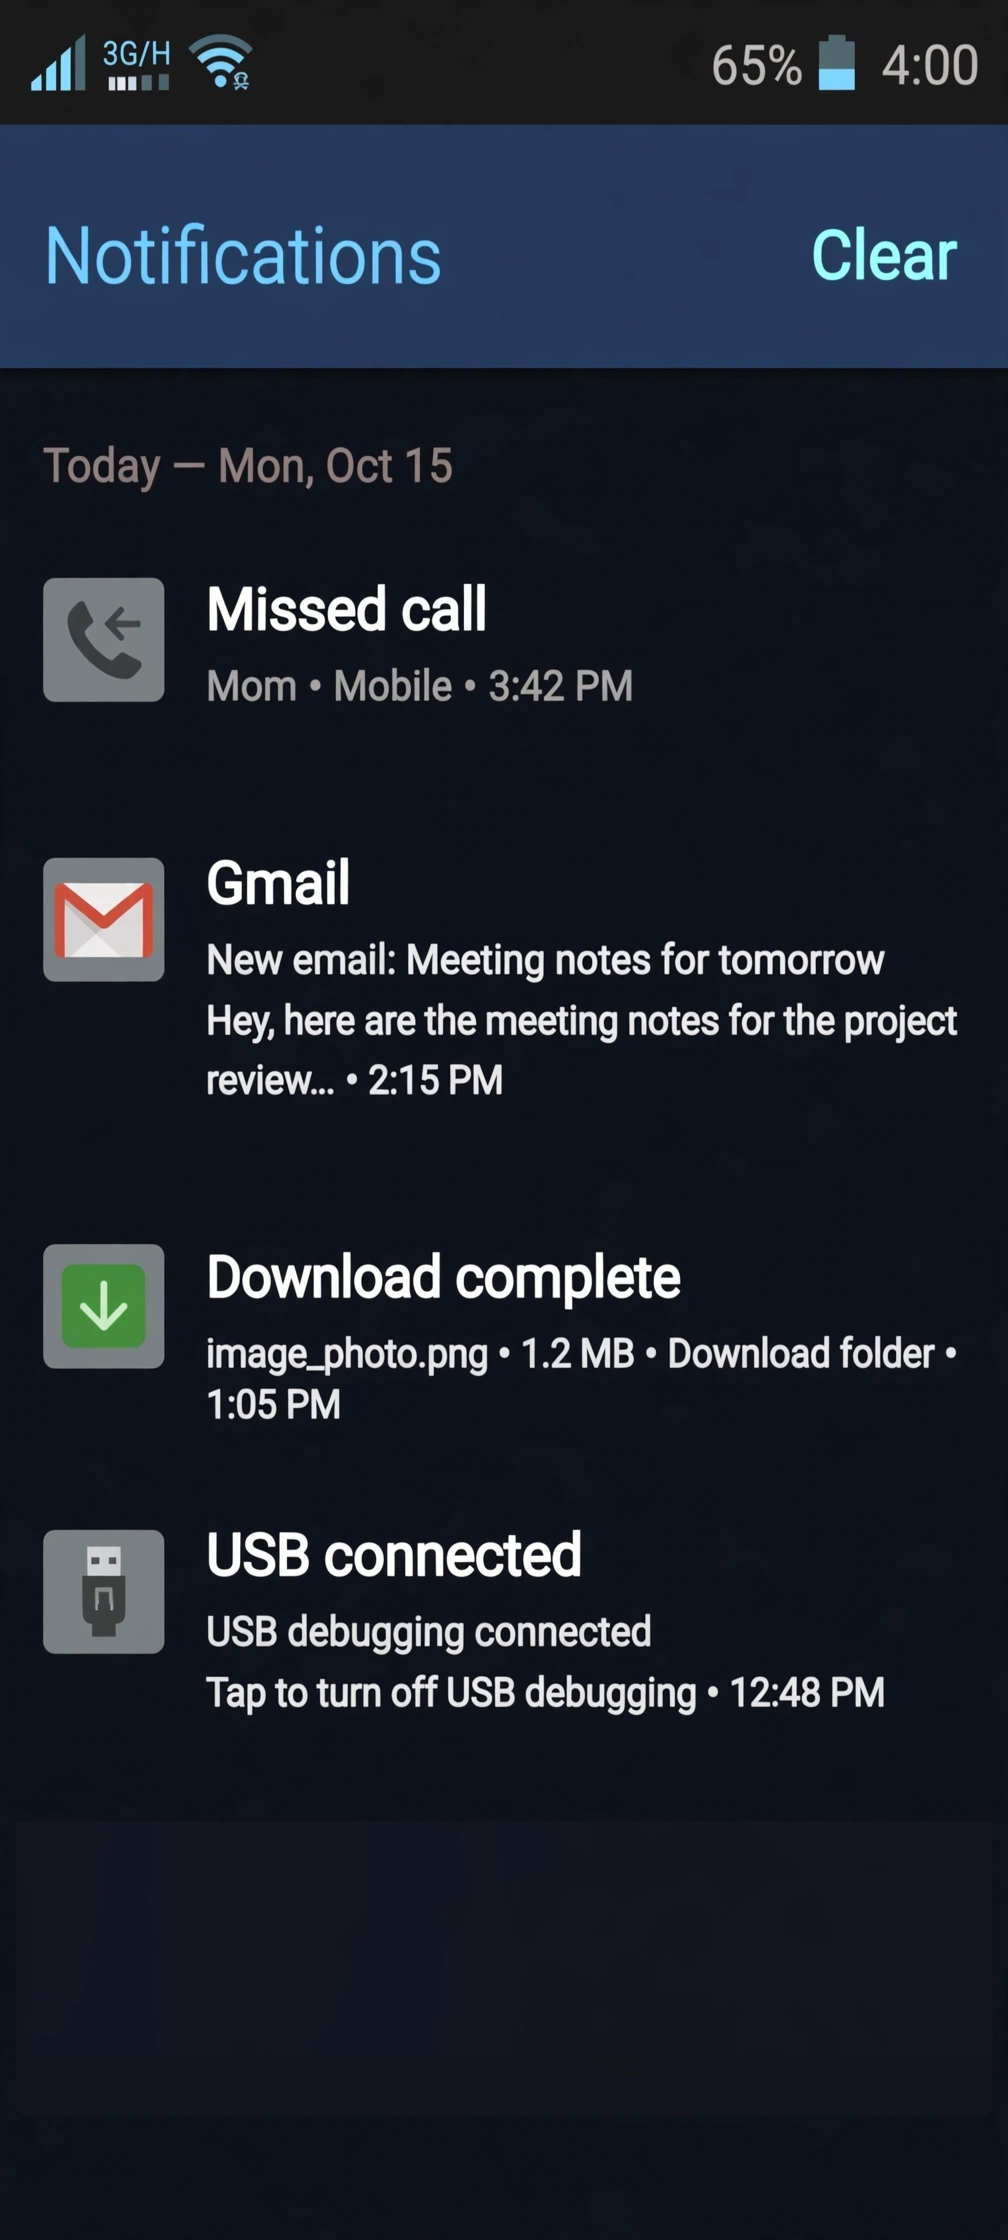 3G/H 65% 4:00
Notifications Clear
Today — Mon, Oct 15
Missed call
Mom • Mobile • 3:42 PM
Gmail
New email: Meeting notes for tomorrow
Hey, here are the meeting notes for the project
review... • 2:15 PM
Download complete
image_photo.png • 1.2 MB • Download folder •
1:05 PM
USB connected
USB debugging connected
Tap to turn off USB debugging • 12:48 PM